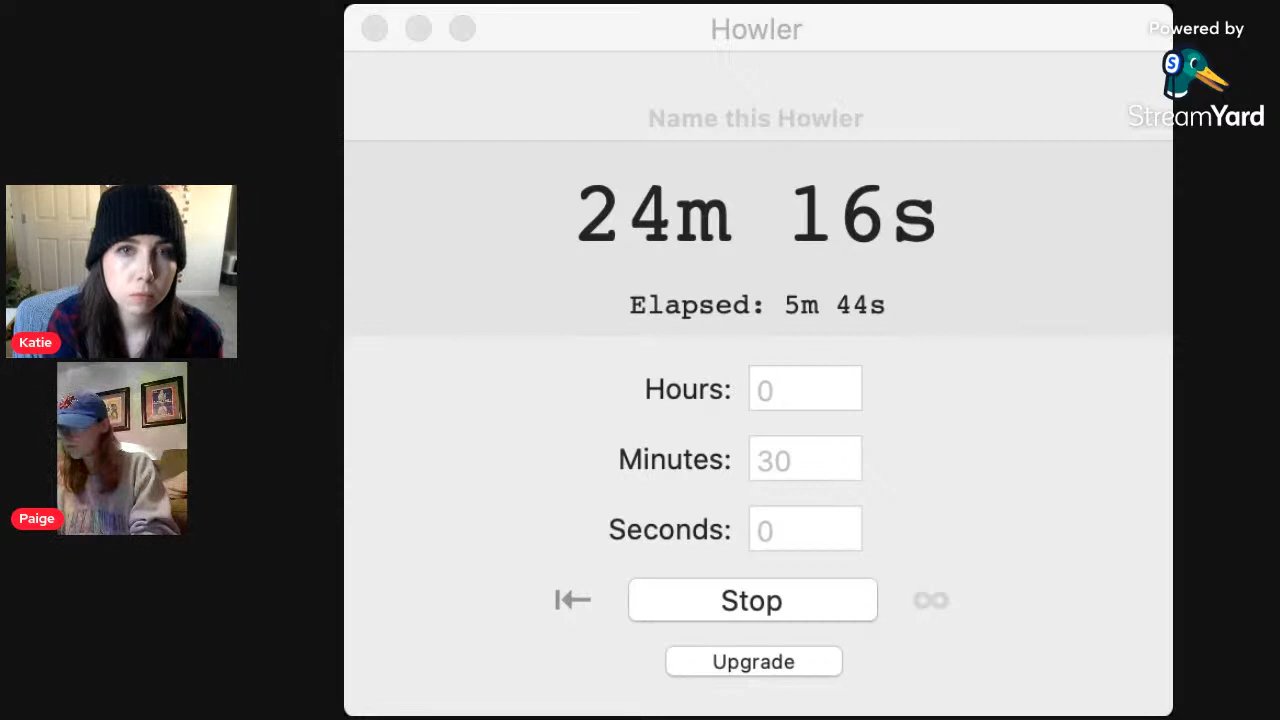 Howler
Powered by
StreamYard
Name this Howler
24m 16s
Elapsed: 5m 44s
Hours: 0
Minutes: 30
Seconds: 0
Stop
Upgrade
Katie
Paige